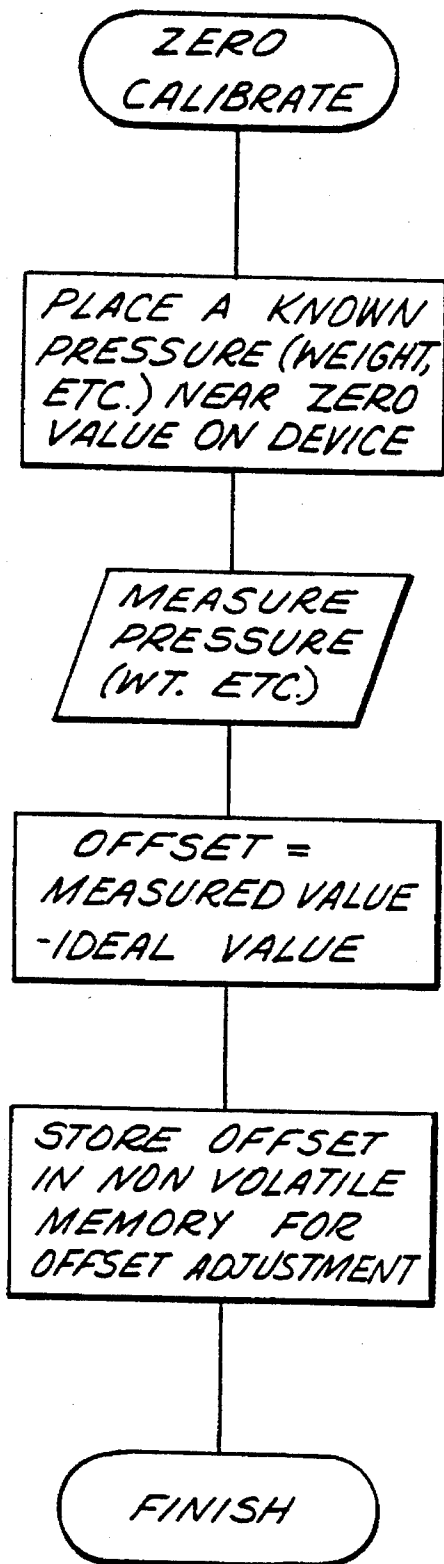 ZERO
CALIBRATE
PLACE A KNOWN
PRESSURE (WEIGHT,
ETC.) NEAR ZERO
VALUE ON DEVICE
MEASURE
PRESSURE
(WT. ETC.)
OFFSET =
MEASURED VALUE
-IDEAL VALUE
STORE OFFSET
IN NON VOLATILE
MEMORY FOR
OFFSET ADJUSTMENT
FINISH